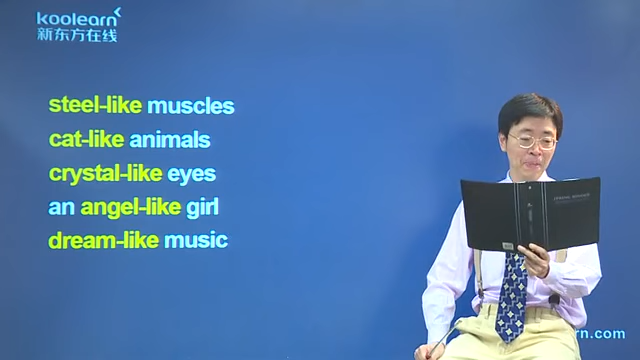 koolearn
新东方在线
steel-like muscles
cat-like animals
crystal-like eyes
an angel-like girl
dream-like music
rn.com